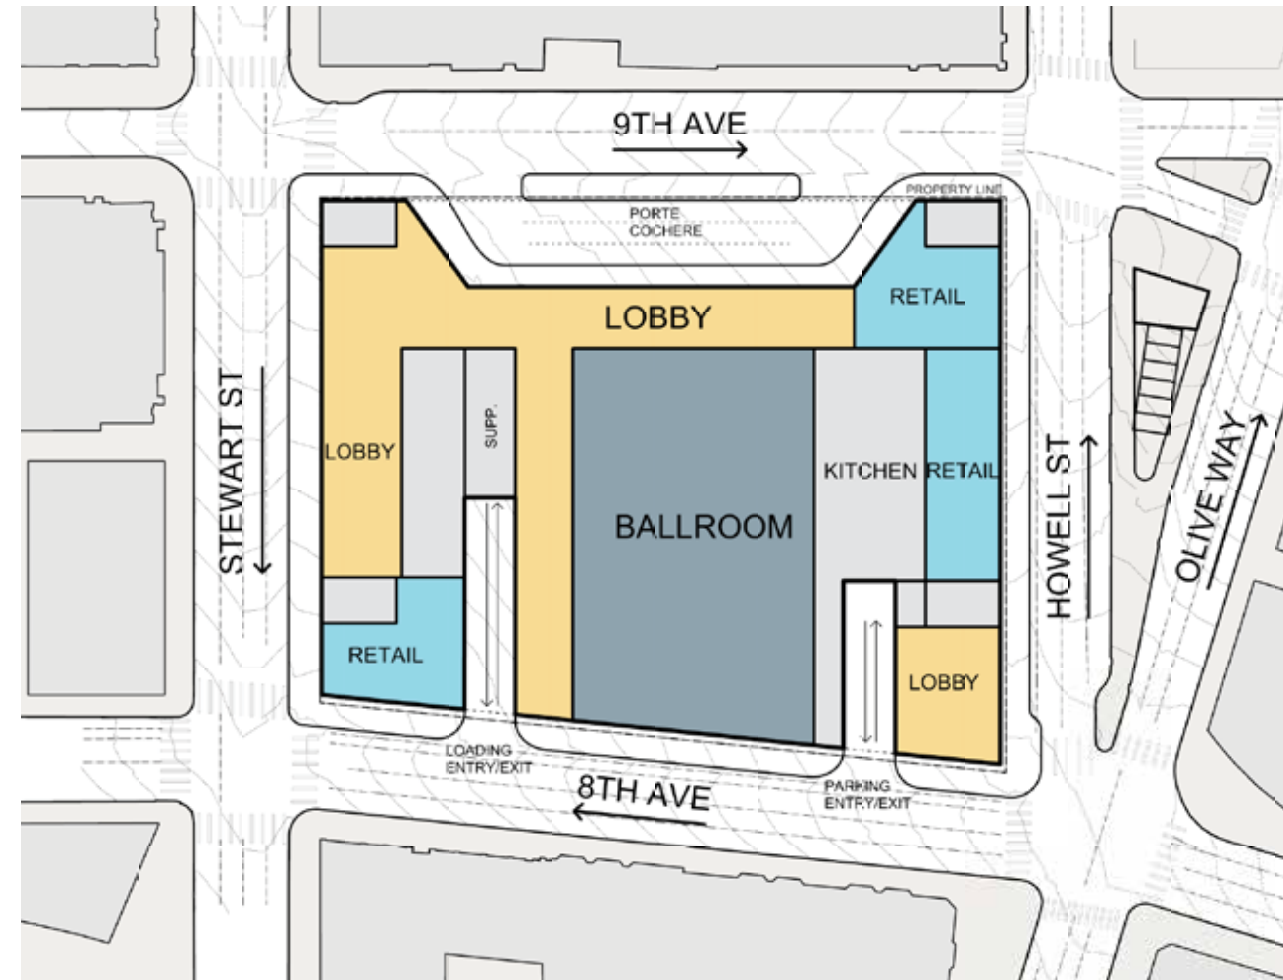 9TH AVE
PROPERTY LINE
PORTE
COCHERE
RETAIL
LOBBY
STEWART ST
SUPP.
LOBBY
KITCHEN
RETAIL
HOWELL ST
OLIVE WAY
BALLROOM
RETAIL
LOBBY
LOADING
ENTRY/EXIT
8TH AVE
PARKING
ENTRY/EXIT